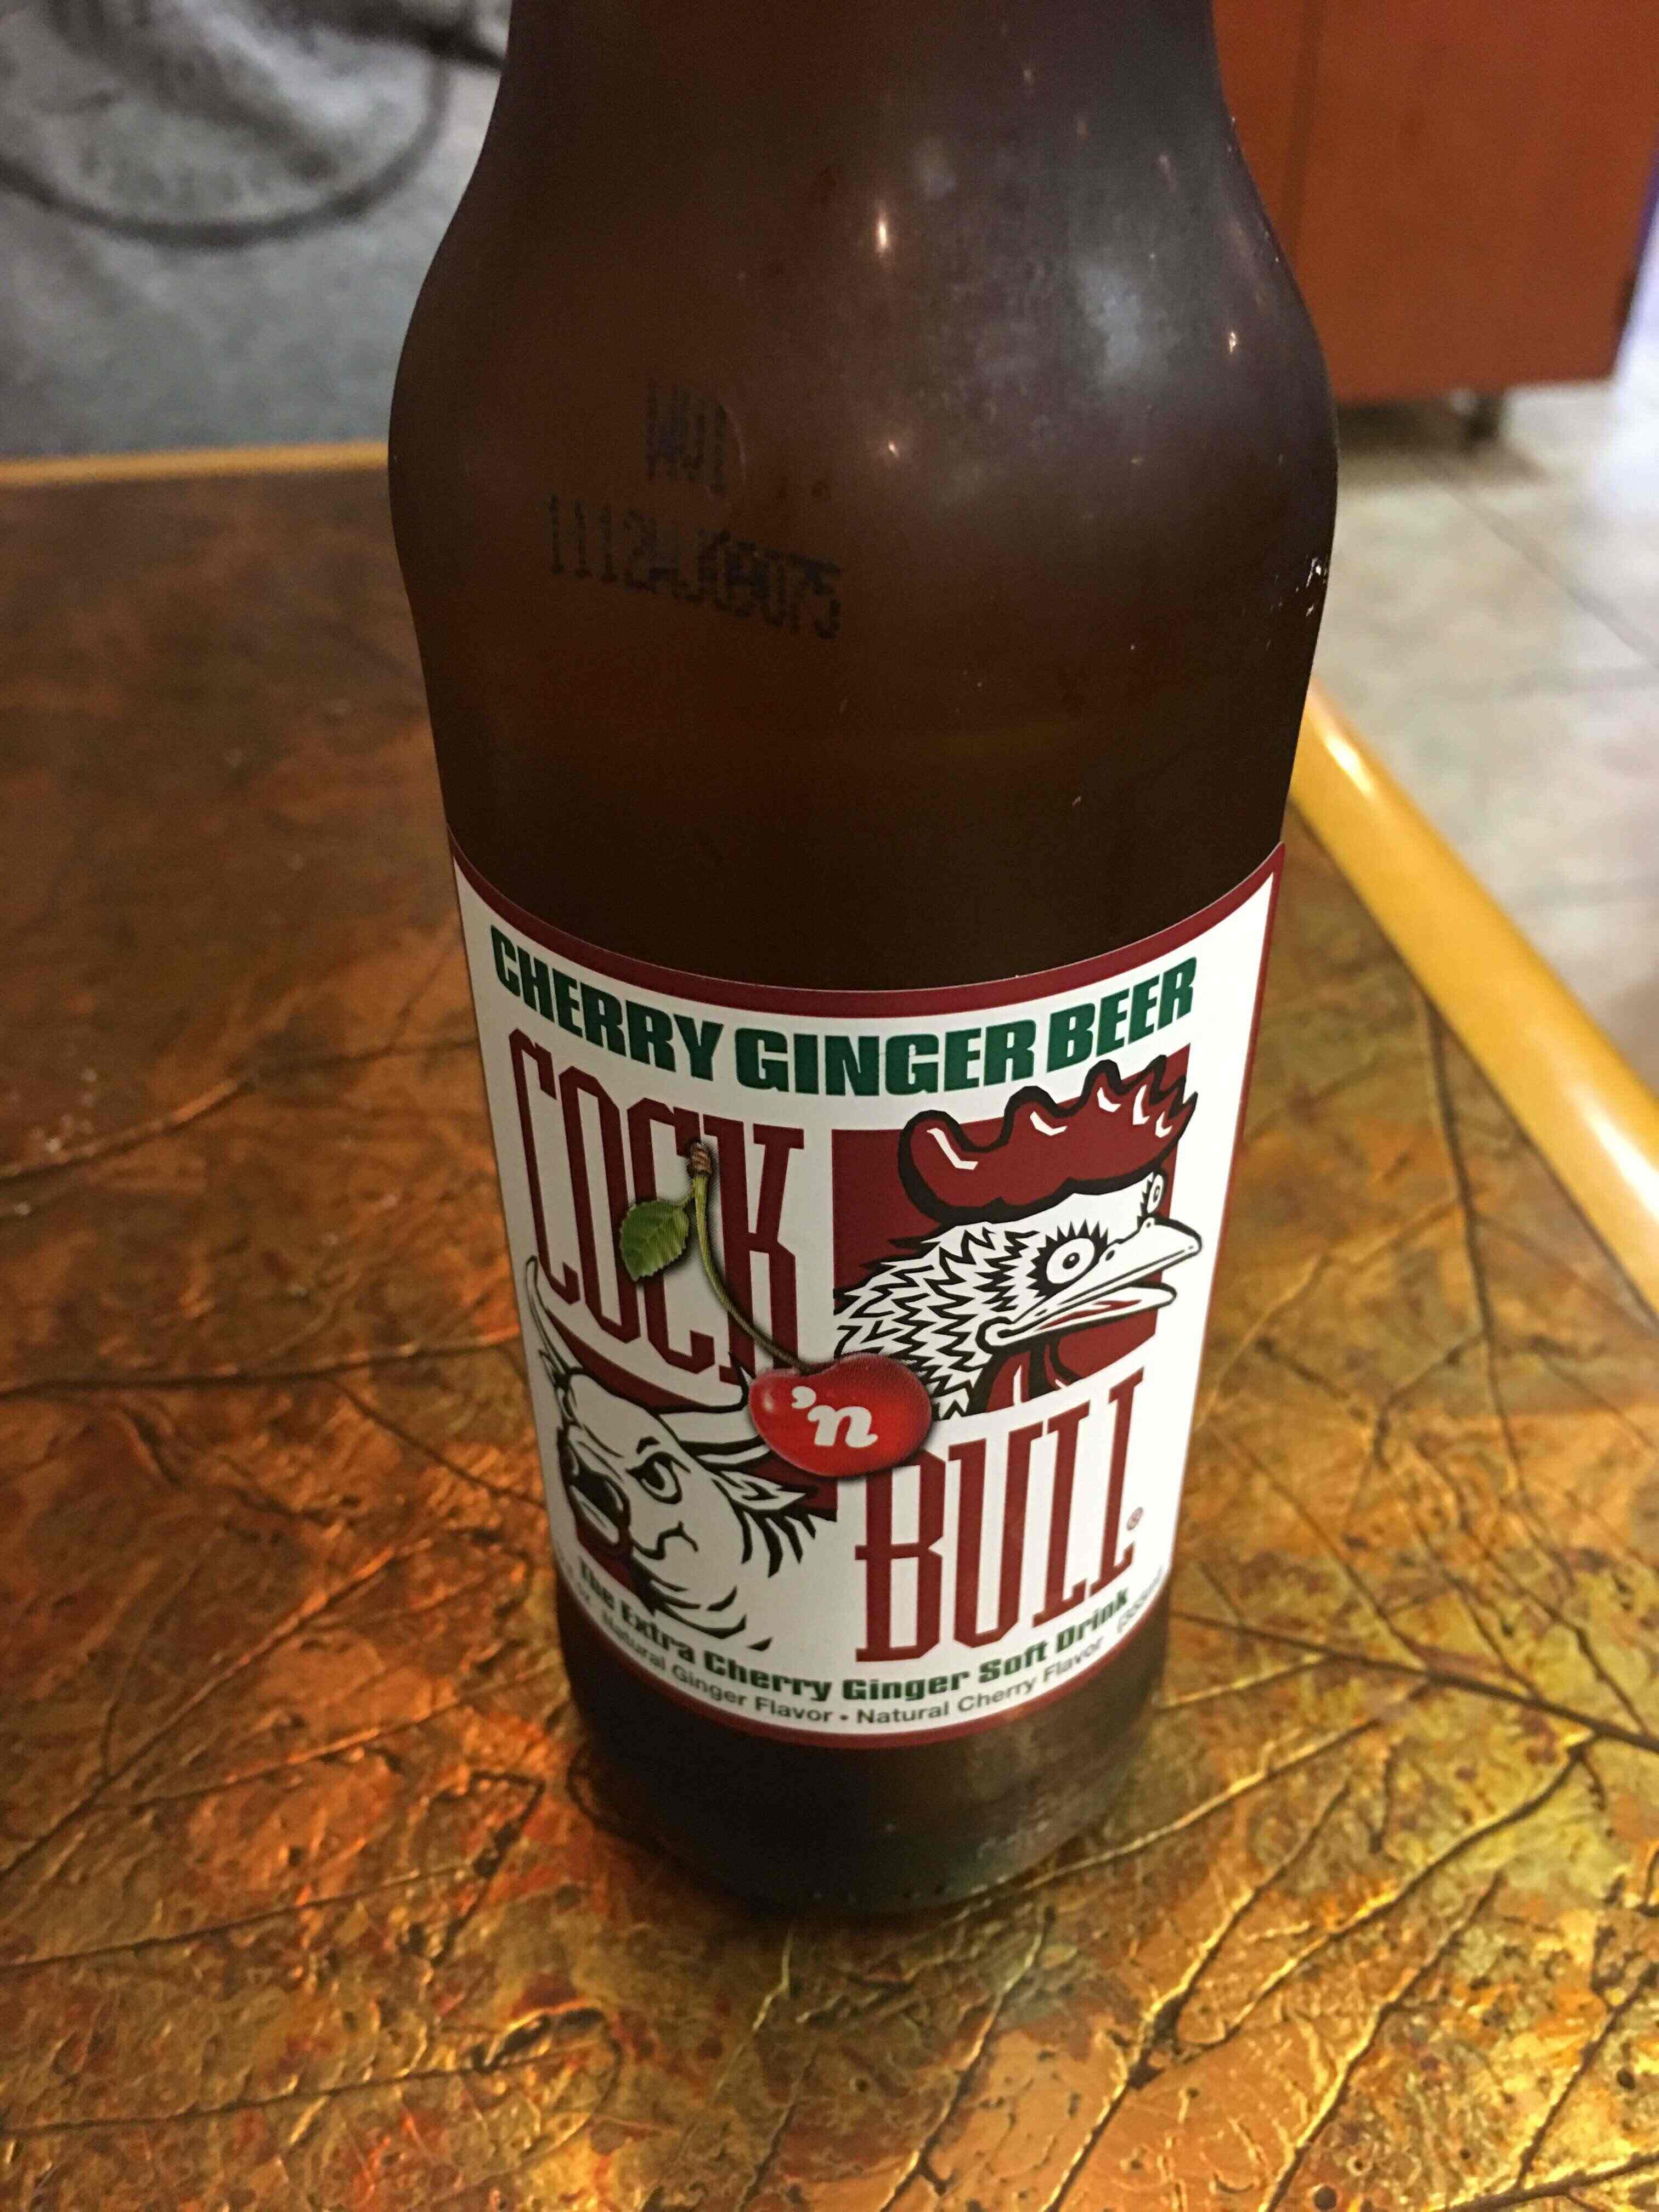 CHERRY GINGER BEER
COCK
'n
BULL®
The Extra Cherry Ginger Soft Drink
Natural Ginger Flavor • Natural Cherry Flavor